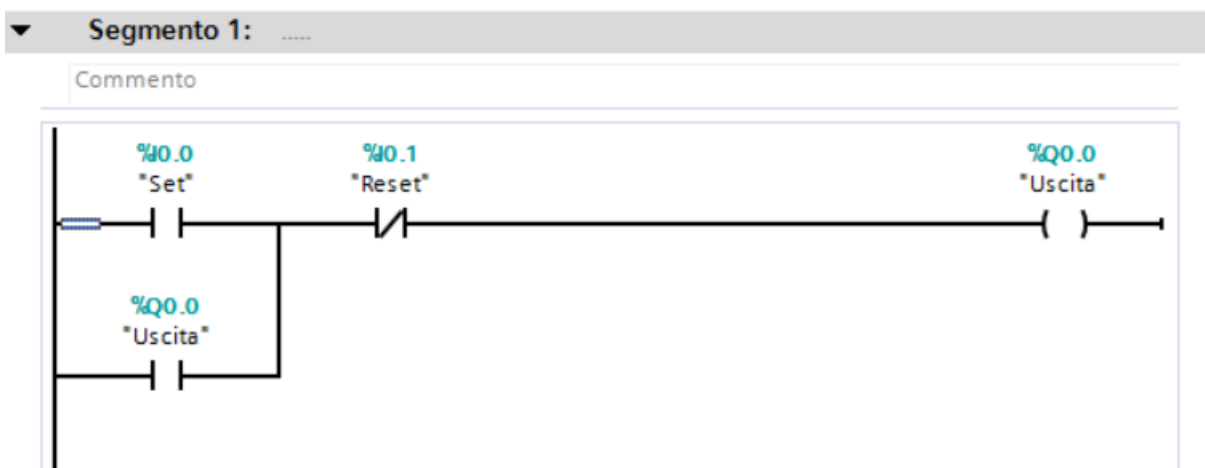 Segmento 1: .....
Commento
%I0.0 %I0.1 %Q0.0
"Set" "Reset" "Uscita"
%Q0.0
"Uscita"